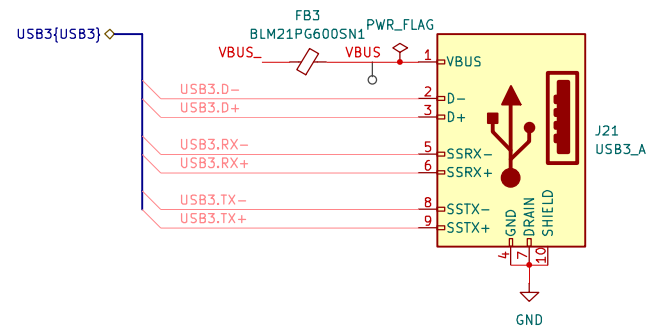 FB3
PWR_FLAG
USB3{USB3}
BLM21PG600SN1
VBUS_
VBUS
1
VBUS
USB3.D-
2
D-
USB3.D+
3
D+
J21
USB3_A
USB3.RX-
5
SSRX-
USB3.RX+
6
SSRX+
USB3.TX-
8
SSTX-
USB3.TX+
9
SSTX+
GND
DRAIN
SHIELD
4
7
10
GND